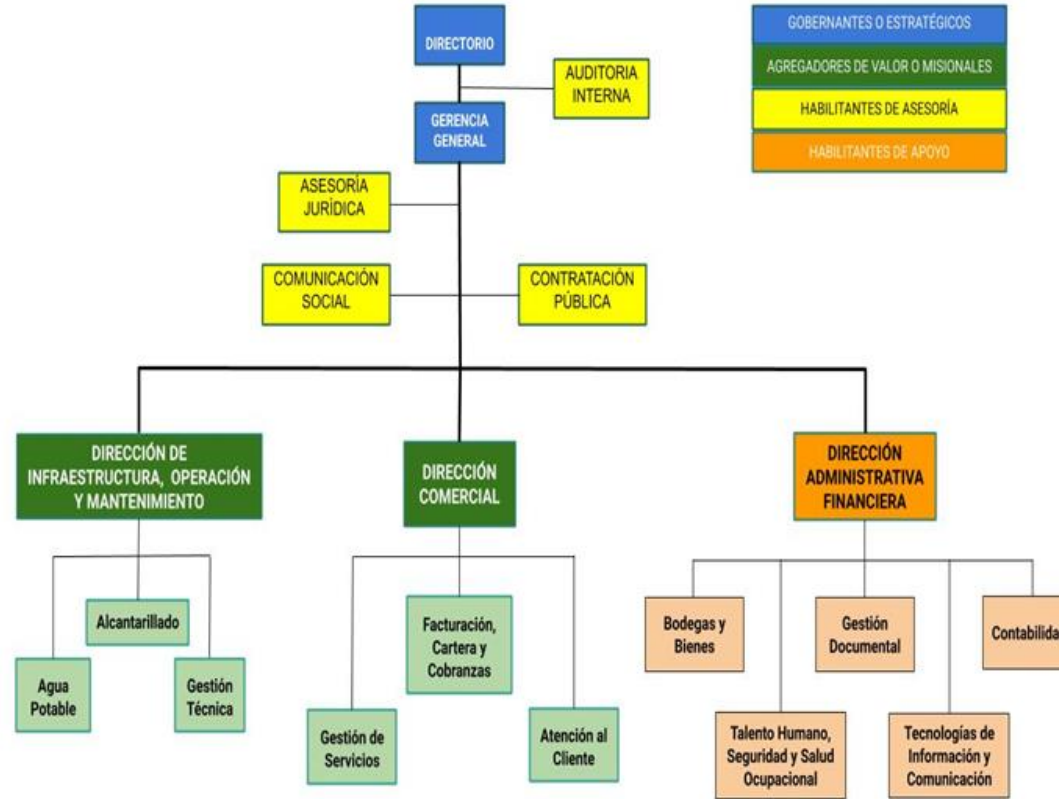 DIRECTORIO
AUDITORIA
INTERNA
GERENCIA
GENERAL
GOBERNANTES O ESTRATÉGICOS
AGREGADORES DE VALOR O MISIONALES
HABILITANTES DE ASESORÍA
HABILITANTES DE APOYO
ASESORÍA
JURÍDICA
COMUNICACIÓN
SOCIAL
CONTRATACIÓN
PÚBLICA
DIRECCIÓN DE
INFRAESTRUCTURA, OPERACIÓN
Y MANTENIMIENTO
DIRECCIÓN
COMERCIAL
DIRECCIÓN
ADMINISTRATIVA
FINANCIERA
Alcantarillado
Agua
Potable
Gestión
Técnica
Facturación,
Cartera y
Cobranzas
Gestión de
Servicios
Atención al
Cliente
Bodegas y
Bienes
Gestión
Documental
Contabilida
Talento Humano,
Seguridad y Salud
Ocupacional
Tecnologías de
Información y
Comunicación